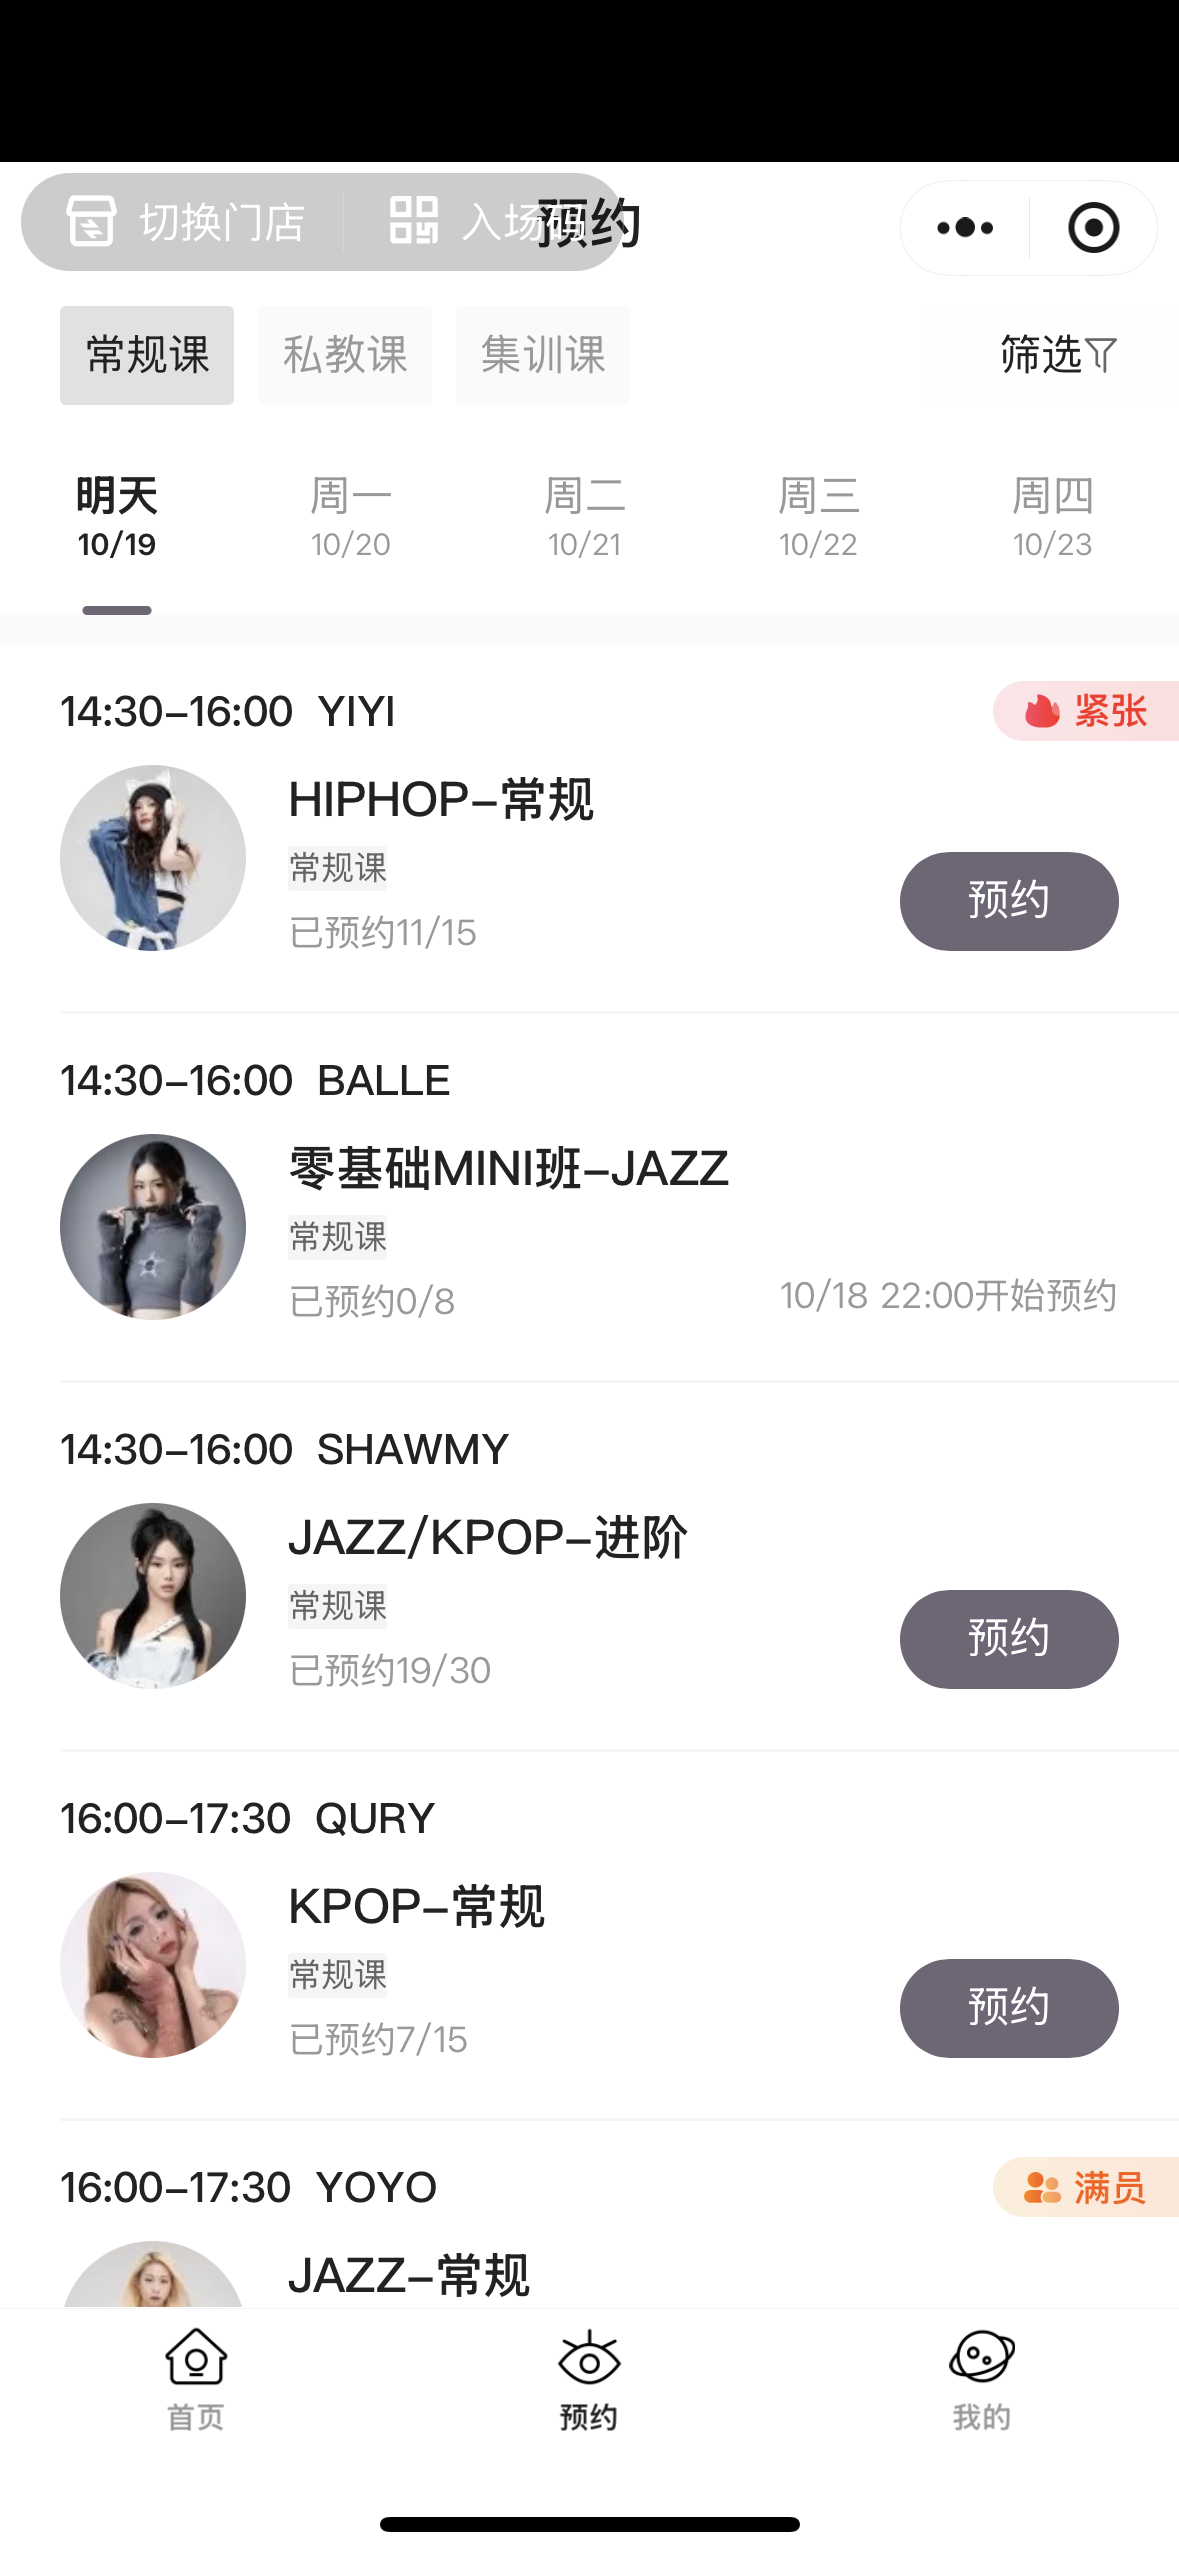 切换门店 入场码 预约
常规课 私教课 集训课 筛选
明天 周一 周二 周三 周四
10/19 10/20 10/21 10/22 10/23
14:30-16:00 YIYI 紧张
HIPHOP-常规
常规课
已预约11/15 预约
14:30-16:00 BALLE
零基础MINI班-JAZZ
常规课
已预约0/8 10/18 22:00开始预约
14:30-16:00 SHAWMY
JAZZ/KPOP-进阶
常规课
已预约19/30 预约
16:00-17:30 QURY
KPOP-常规
常规课
已预约7/15 预约
16:00-17:30 YOYO 满员
JAZZ-常规
首页 预约 我的